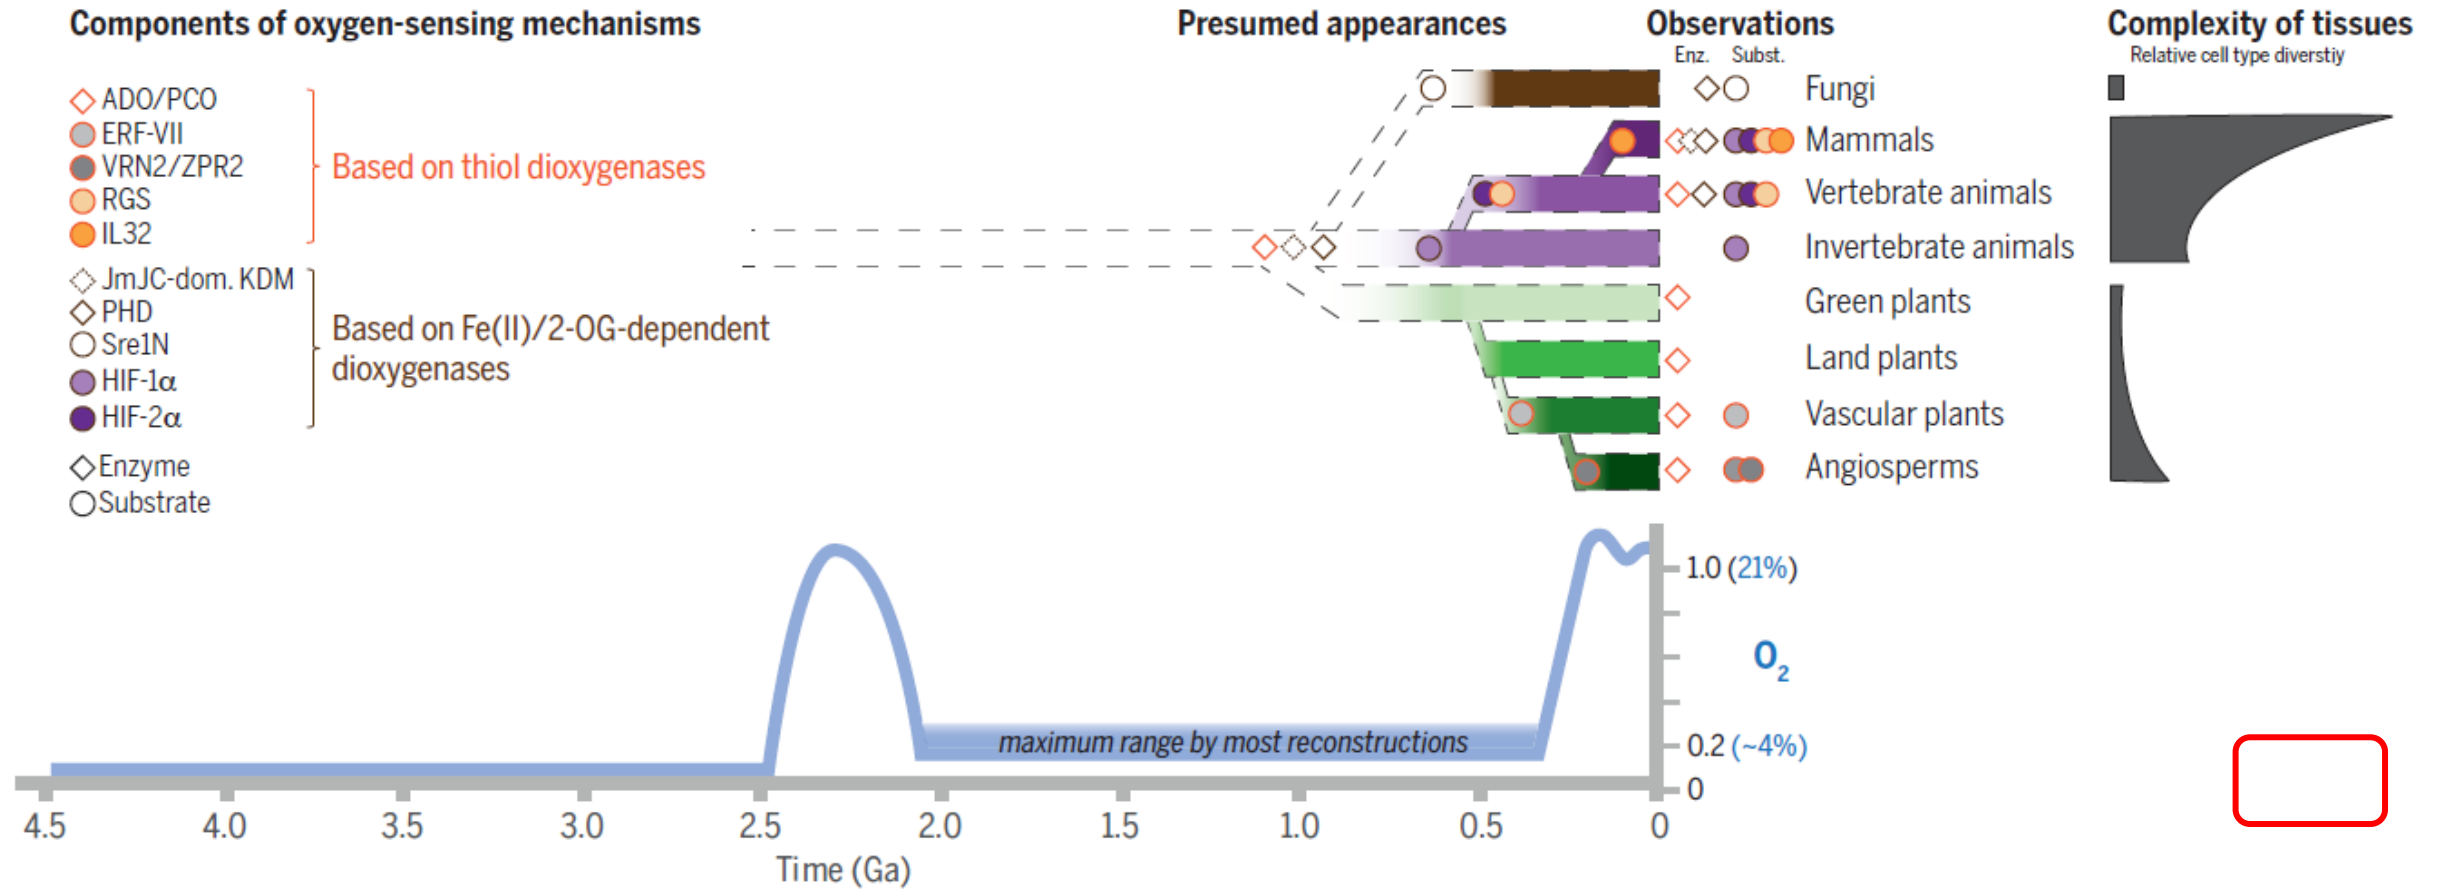 Components of oxygen-sensing mechanisms
ADO/PCO
ERF-VII
VRN2/ZPR2
RGS
IL32
Based on thiol dioxygenases
JmJC-dom. KDM
PHD
Sre1N
HIF-1α
HIF-2α
Based on Fe(II)/2-OG-dependent
dioxygenases
Enzyme
Substrate
Presumed appearances
Observations
Enz. Subst.
Fungi
Mammals
Vertebrate animals
Invertebrate animals
Green plants
Land plants
Vascular plants
Angiosperms
Complexity of tissues
Relative cell type diverstiy
1.0 (21%)
O2
0.2 (~4%)
0
maximum range by most reconstructions
4.5 4.0 3.5 3.0 2.5 2.0 1.5 1.0 0.5 0
Time (Ga)